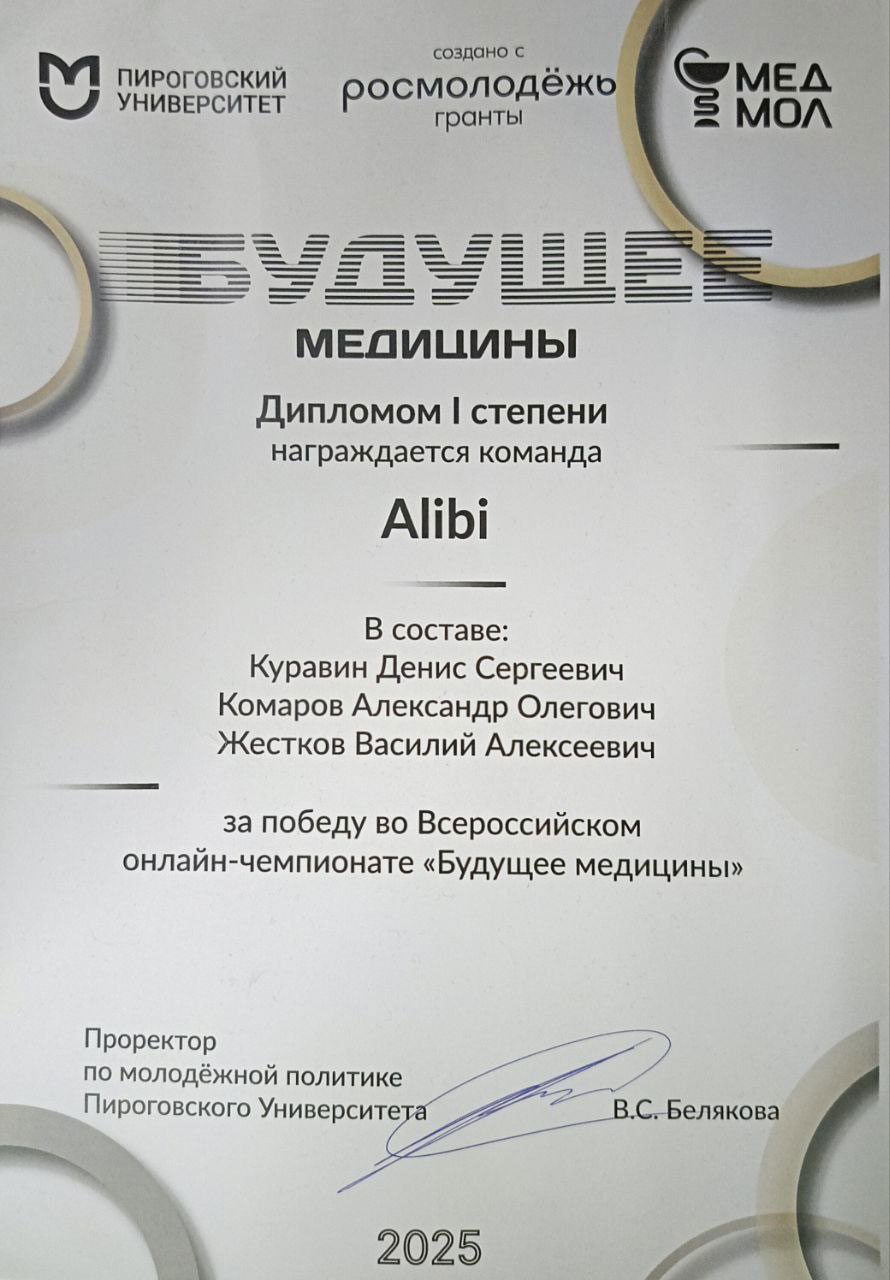 ПИРОГОВСКИЙ
УНИВЕРСИТЕТ
создано с
росмолодёжь
гранты
МЕД
МОЛ
БУДУЩЕЕ
МЕДИЦИНЫ
Дипломом I степени
награждается команда
Alibi
В составе:
Куравин Денис Сергеевич
Комаров Александр Олегович
Жестков Василий Алексеевич
за победу во Всероссийском
онлайн-чемпионате «Будущее медицины»
Проректор
по молодёжной политике
Пироговского Университета
В.С. Белякова
2025